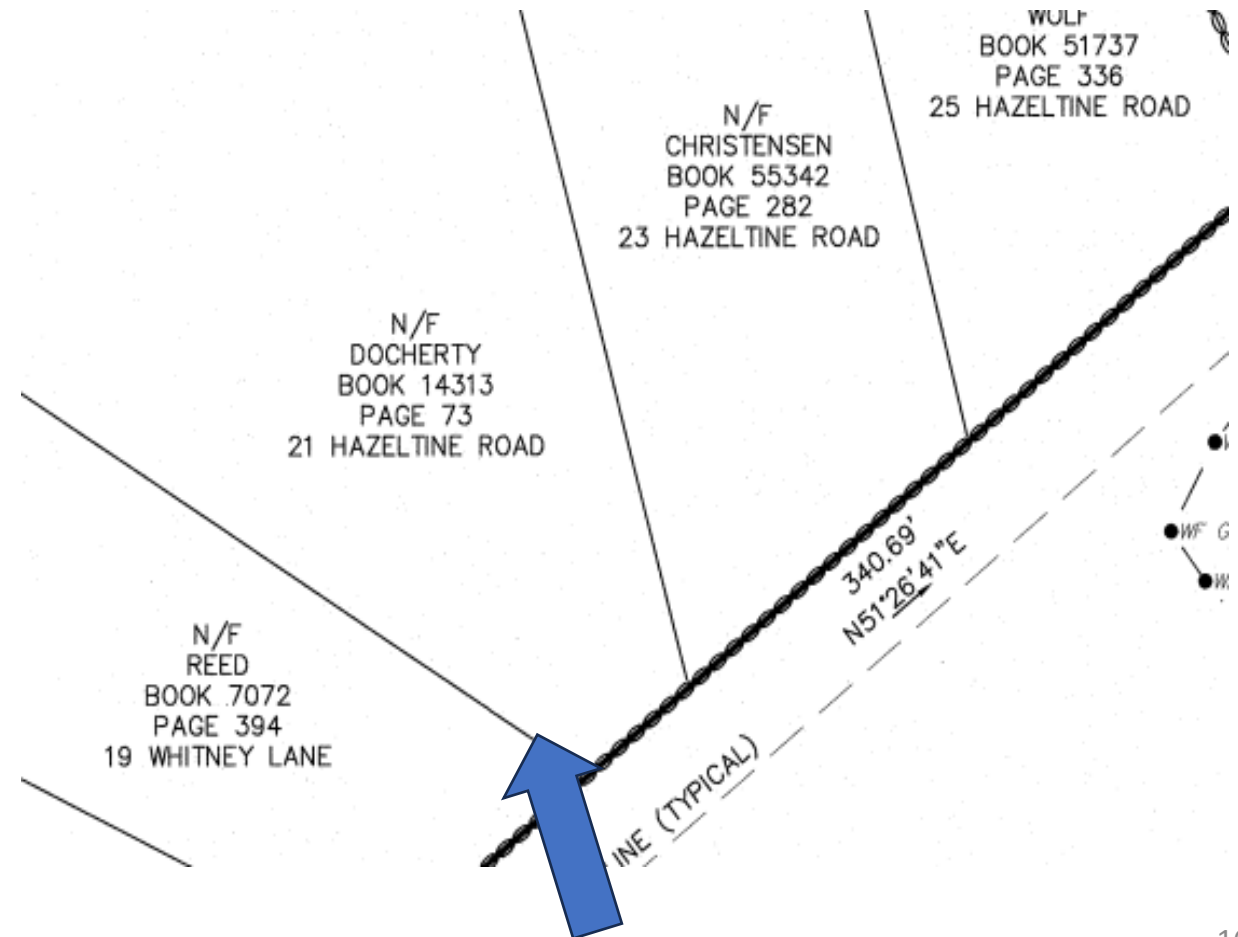 WOLF
BOOK 51737
PAGE 336
25 HAZELTINE ROAD
N/F
CHRISTENSEN
BOOK 55342
PAGE 282
23 HAZELTINE ROAD
N/F
DOCHERTY
BOOK 14313
PAGE 73
21 HAZELTINE ROAD
340.69'
N51°26'41"E
WF G
N/F
REED
BOOK 7072
PAGE 394
19 WHITNEY LANE
INE (TYPICAL)